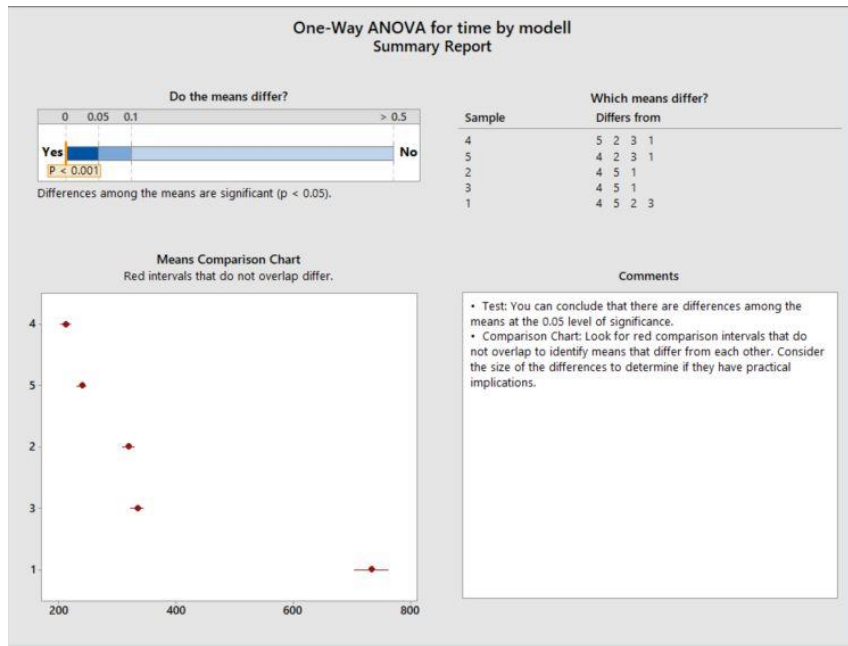 One-Way ANOVA for time by modell
Summary Report
Do the means differ?
0 0.05 0.1 > 0.5
Yes No
P < 0.001
Differences among the means are significant (p < 0.05).
Which means differ?
Sample Differs from
4 5 2 3 1
5 4 2 3 1
2 4 5 1
3 4 5 1
1 4 5 2 3
Means Comparison Chart
Red intervals that do not overlap differ.
4
5
2
3
1
200 400 600 800
Comments
• Test: You can conclude that there are differences among the
means at the 0.05 level of significance.
• Comparison Chart: Look for red comparison intervals that do
not overlap to identify means that differ from each other. Consider
the size of the differences to determine if they have practical
implications.